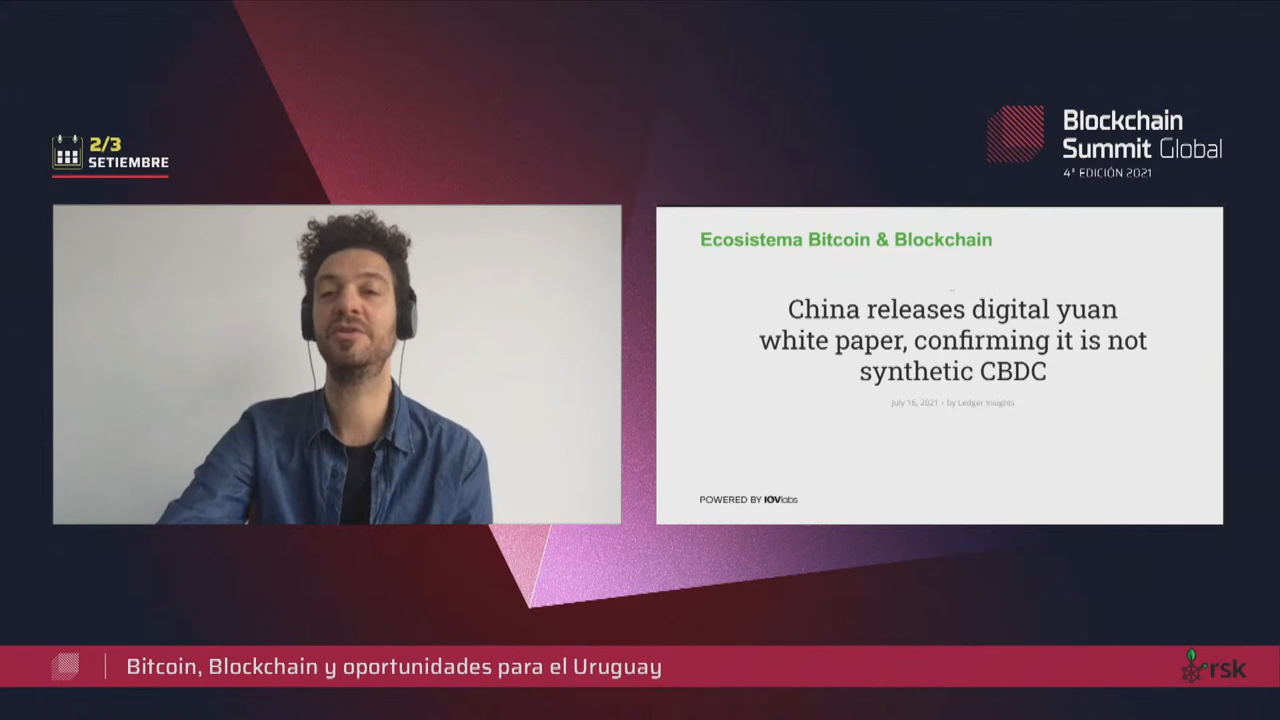 2/3
SETIEMBRE
Blockchain
Summit Global
4ª EDICIÓN 2021
Ecosistema Bitcoin & Blockchain
China releases digital yuan
white paper, confirming it is not
synthetic CBDC
July 16, 2021 • by Ledger Insights
POWERED BY IOVlabs
Bitcoin, Blockchain y oportunidades para el Uruguay
rsk